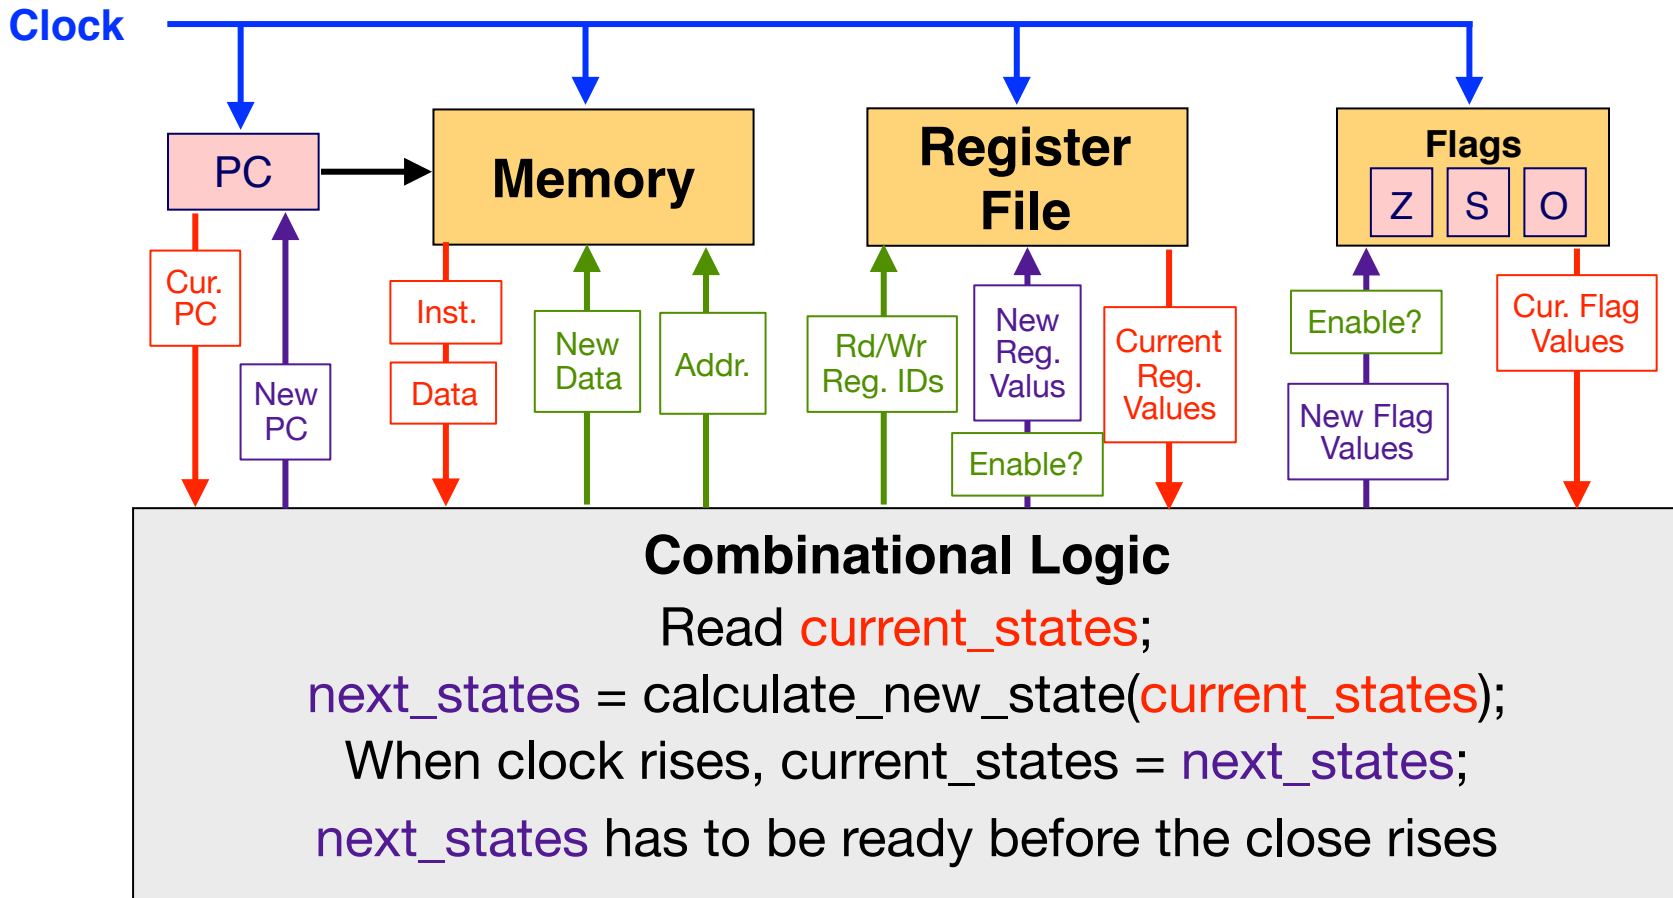 Clock
PC
Memory
Register
File
Flags
Z
S
O
Cur.
PC
New
PC
Inst.
Data
New
Data
Addr.
Rd/Wr
Reg. IDs
New
Reg.
Valus
Enable?
Current
Reg.
Values
Enable?
New Flag
Values
Cur. Flag
Values
Combinational Logic
Read current_states;
next_states = calculate_new_state(current_states);
When clock rises, current_states = next_states;
next_states has to be ready before the close rises